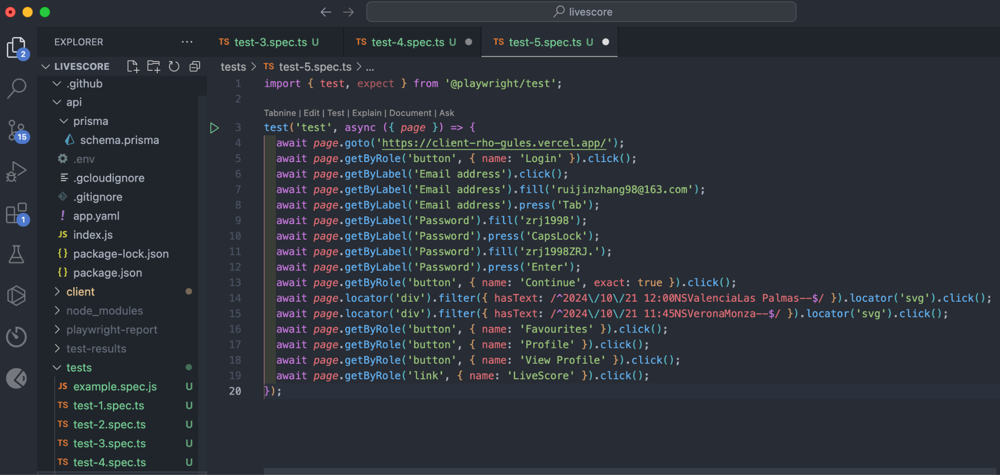 livescore
EXPLORER
TS test-3.spec.ts U
TS test-4.spec.ts U
TS test-5.spec.ts U
2
15
1
LIVESCORE
.github
api
prisma
schema.prisma
.env
.gcloudignore
.gitignore
! app.yaml
JS index.js
{} package-lock.json
{} package.json
client
node_modules
playwright-report
test-results
tests
JS example.spec.js U
TS test-1.spec.ts U
TS test-2.spec.ts U
TS test-3.spec.ts U
TS test-4.spec.ts U
tests > TS test-5.spec.ts > ...
1 import { test, expect } from '@playwright/test';
2
Tabnine | Edit | Test | Explain | Document | Ask
3 test('test', async ({ page }) => {
4 await page.goto('https://client-rho-gules.vercel.app/');
5 await page.getByRole('button', { name: 'Login' }).click();
6 await page.getByLabel('Email address').click();
7 await page.getByLabel('Email address').fill('ruijinzhang98@163.com');
8 await page.getByLabel('Email address').press('Tab');
9 await page.getByLabel('Password').fill('zrj1998');
10 await page.getByLabel('Password').press('CapsLock');
11 await page.getByLabel('Password').fill('zrj1998ZRJ.');
12 await page.getByLabel('Password').press('Enter');
13 await page.getByRole('button', { name: 'Continue', exact: true }).click();
14 await page.locator('div').filter({ hasText: /^2024\/10\/21 12:00NSValenciaLas Palmas--$/ }).locator('svg').click();
15 await page.locator('div').filter({ hasText: /^2024\/10\/21 11:45NSVeronaMonza--$/ }).locator('svg').click();
16 await page.getByRole('button', { name: 'Favourites' }).click();
17 await page.getByRole('button', { name: 'Profile' }).click();
18 await page.getByRole('button', { name: 'View Profile' }).click();
19 await page.getByRole('link', { name: 'LiveScore' }).click();
20 });